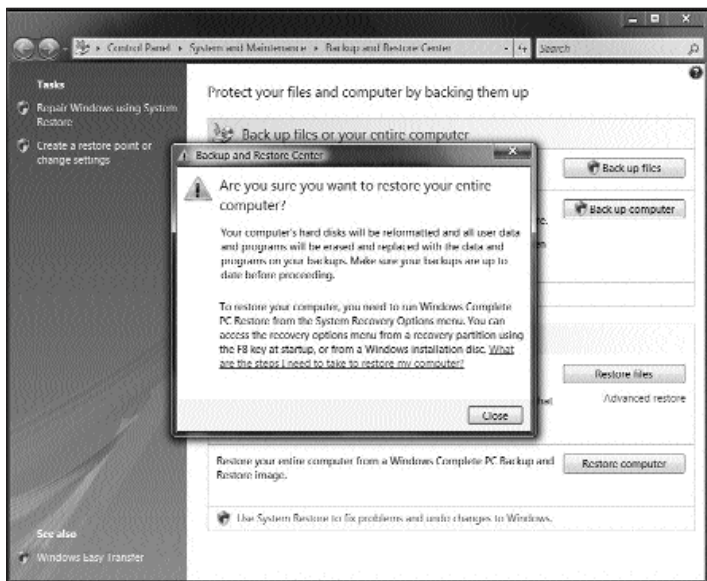 Control Panel ▸ System and Maintenance ▸ Backup and Restore Center
Search
Tasks
Repair Windows using System
Restore
Create a restore point or
change settings
Protect your files and computer by backing them up
Back up files or your entire computer
Back up files
Back up computer
re.
en
Backup and Restore Center
Are you sure you want to restore your entire
computer?
Your computer's hard disks will be reformatted and all user data
and programs will be erased and replaced with the data and
programs on your backups. Make sure your backups are up to
date before proceeding.
To restore your computer, you need to run Windows Complete
PC Restore from the System Recovery Options menu. You can
access the recovery options menu from a recovery partition using
the F8 key at startup, or from a Windows installation disc. What
are the steps I need to take to restore my computer?
Close
Restore files
hat
Advanced restore
Restore your entire computer from a Windows Complete PC Backup and
Restore image.
Restore computer
Use System Restore to fix problems and undo changes to Windows.
See also
Windows Easy Transfer